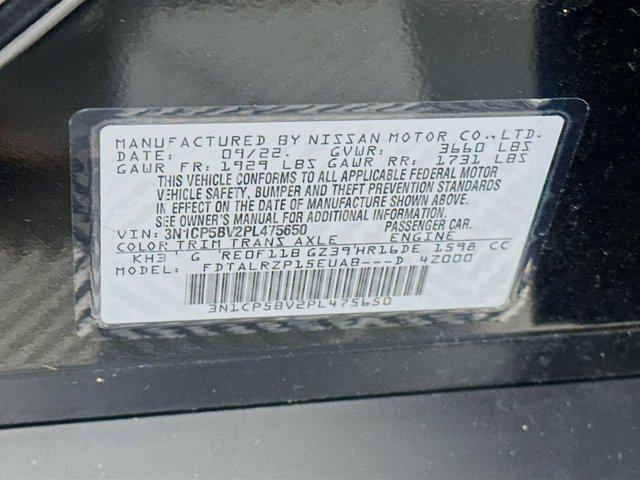 MANUFACTURED BY NISSAN MOTOR CO.,LTD.
DATE: 09/22. GVWR: 3660 LBS
GAWR FR: 1929 LBS GAWR RR: 1731 LBS
THIS VEHICLE CONFORMS TO ALL APPLICABLE FEDERAL MOTOR
VEHICLE SAFETY, BUMPER AND THEFT PREVENTION STANDARDS
IN EFFECT ON THE DATE OF MANUFACTURE SHOWN ABOVE.
SEE OWNER'S MANUAL FOR ADDITIONAL INFORMATION.
VIN: 3N1CP5BV2PL475650 PASSENGER CAR.
COLOR TRIM TRANS AXLE ENGINE
KH3 G RE0F11B GZ39 HR16DE 1598 CC
MODEL: FDTALRZP15EUAB---D 4Z000
3N1CP5BV2PL475650